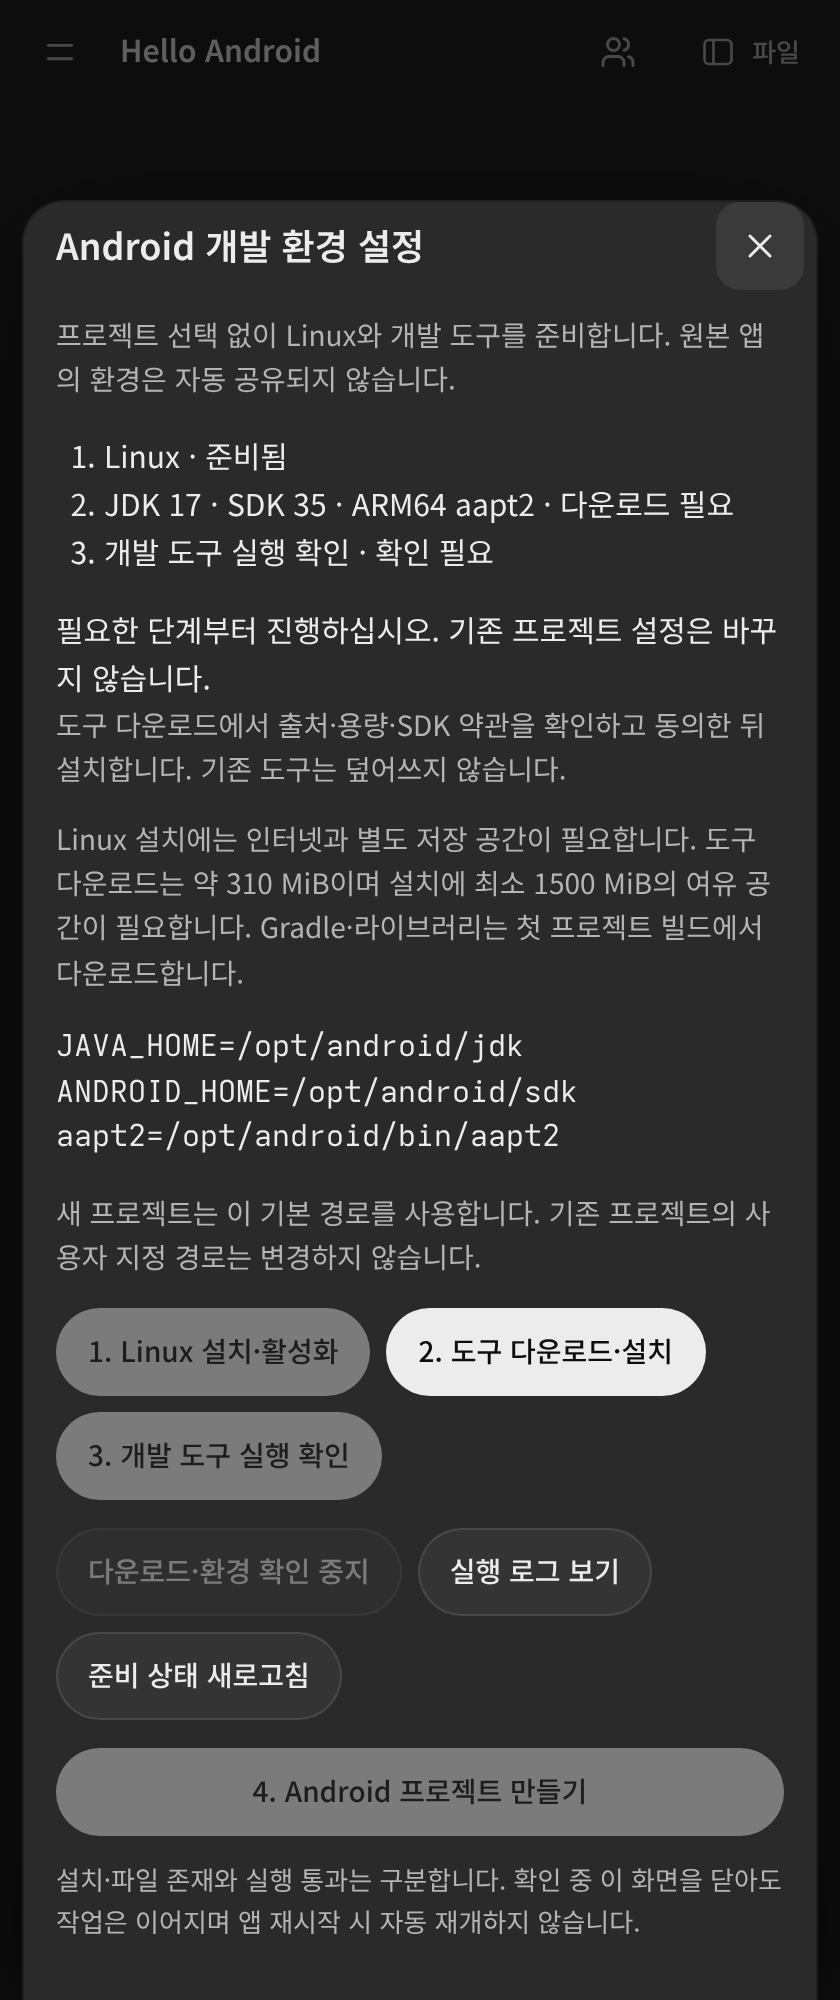 Hello Android
파일
Android 개발 환경 설정
프로젝트 선택 없이 Linux와 개발 도구를 준비합니다. 원본 앱
의 환경은 자동 공유되지 않습니다.
1. Linux · 준비됨
2. JDK 17 · SDK 35 · ARM64 aapt2 · 다운로드 필요
3. 개발 도구 실행 확인 · 확인 필요
필요한 단계부터 진행하십시오. 기존 프로젝트 설정은 바꾸
지 않습니다.
도구 다운로드에서 출처·용량·SDK 약관을 확인하고 동의한 뒤
설치합니다. 기존 도구는 덮어쓰지 않습니다.
Linux 설치에는 인터넷과 별도 저장 공간이 필요합니다. 도구
다운로드는 약 310 MiB이며 설치에 최소 1500 MiB의 여유 공
간이 필요합니다. Gradle·라이브러리는 첫 프로젝트 빌드에서
다운로드합니다.
JAVA_HOME=/opt/android/jdk
ANDROID_HOME=/opt/android/sdk
aapt2=/opt/android/bin/aapt2
새 프로젝트는 이 기본 경로를 사용합니다. 기존 프로젝트의 사
용자 지정 경로는 변경하지 않습니다.
1. Linux 설치·활성화
2. 도구 다운로드·설치
3. 개발 도구 실행 확인
다운로드·환경 확인 중지
실행 로그 보기
준비 상태 새로고침
4. Android 프로젝트 만들기
설치·파일 존재와 실행 통과는 구분합니다. 확인 중 이 화면을 닫아도
작업은 이어지며 앱 재시작 시 자동 재개하지 않습니다.